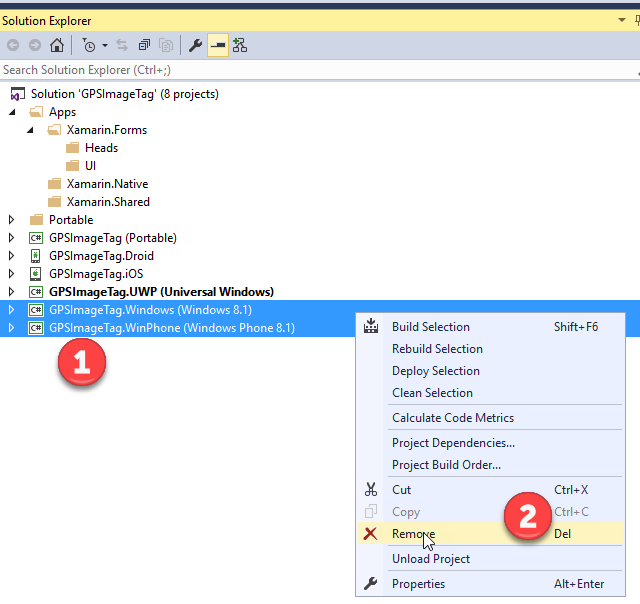 Solution Explorer
Search Solution Explorer (Ctrl+;)
Solution 'GPSImageTag' (8 projects)
Apps
Xamarin.Forms
Heads
UI
Xamarin.Native
Xamarin.Shared
Portable
C# GPSImageTag (Portable)
GPSImageTag.Droid
GPSImageTag.iOS
C# GPSImageTag.UWP (Universal Windows)
C# GPSImageTag.Windows (Windows 8.1)
C# GPSImageTag.WinPhone (Windows Phone 8.1)
1
Build Selection Shift+F6
Rebuild Selection
Deploy Selection
Clean Selection
Calculate Code Metrics
Project Dependencies...
Project Build Order...
Cut Ctrl+X
Copy Ctrl+C
2
Remove Del
Unload Project
Properties Alt+Enter